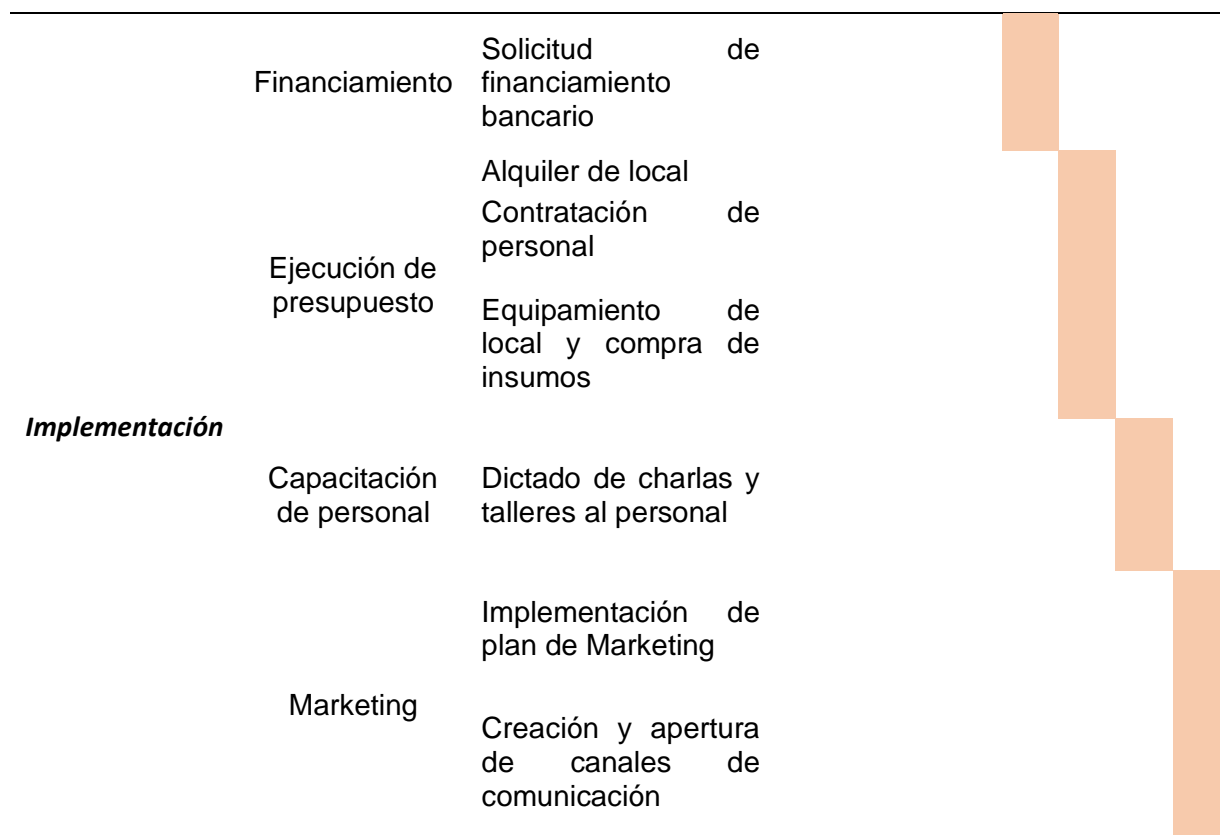 Solicitud de
Financiamiento financiamiento
bancario
Alquiler de local
Contratación de
personal
Ejecución de
presupuesto
Equipamiento de
local y compra de
insumos
Implementación
Capacitación
de personal
Dictado de charlas y
talleres al personal
Implementación de
plan de Marketing
Marketing
Creación y apertura
de canales de
comunicación